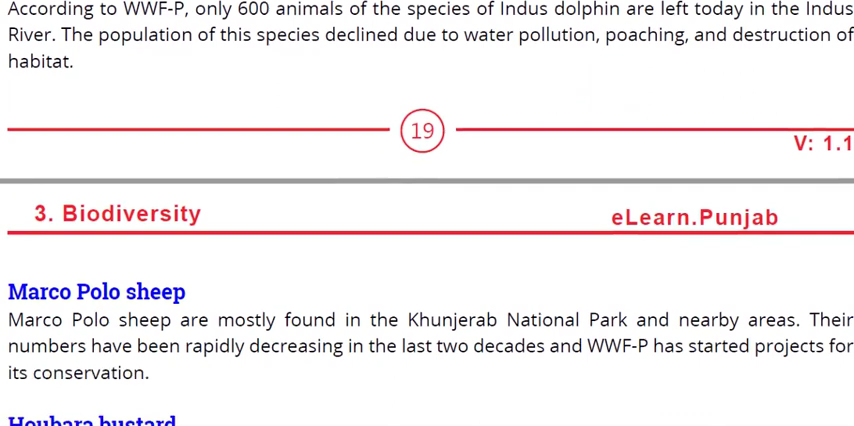 According to WWF-P, only 600 animals of the species of Indus dolphin are left today in the Indus
River. The population of this species declined due to water pollution, poaching, and destruction of
habitat.
19
V: 1.1
3. Biodiversity
eLearn.Punjab
Marco Polo sheep
Marco Polo sheep are mostly found in the Khunjerab National Park and nearby areas. Their
numbers have been rapidly decreasing in the last two decades and WWF-P has started projects for
its conservation.
Houbara bustard